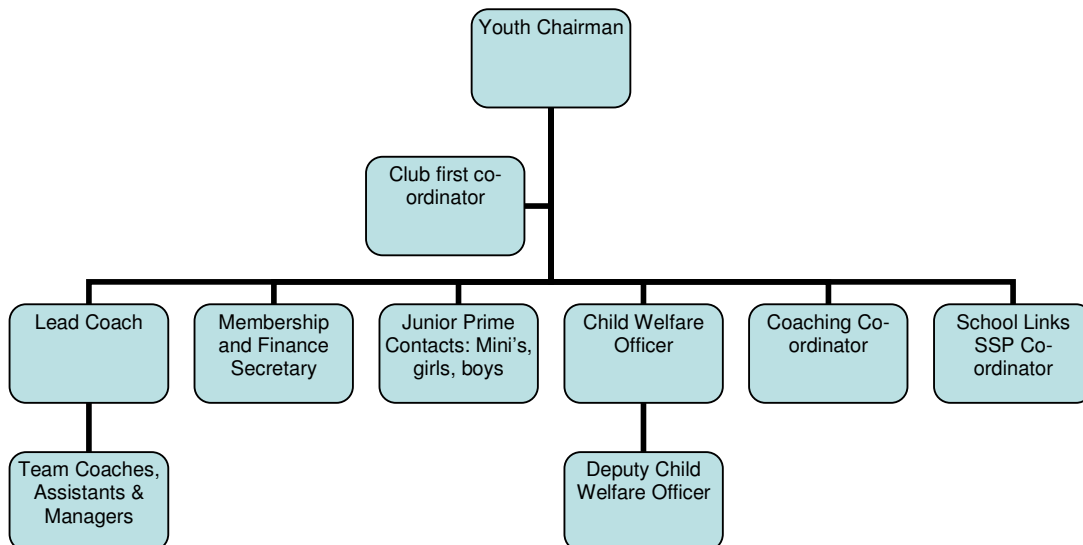 Youth Chairman
Club first co-
ordinator
Lead Coach
Membership
and Finance
Secretary
Junior Prime
Contacts: Mini's,
girls, boys
Child Welfare
Officer
Coaching Co-
ordinator
School Links
SSP Co-
ordinator
Team Coaches,
Assistants &
Managers
Deputy Child
Welfare Officer